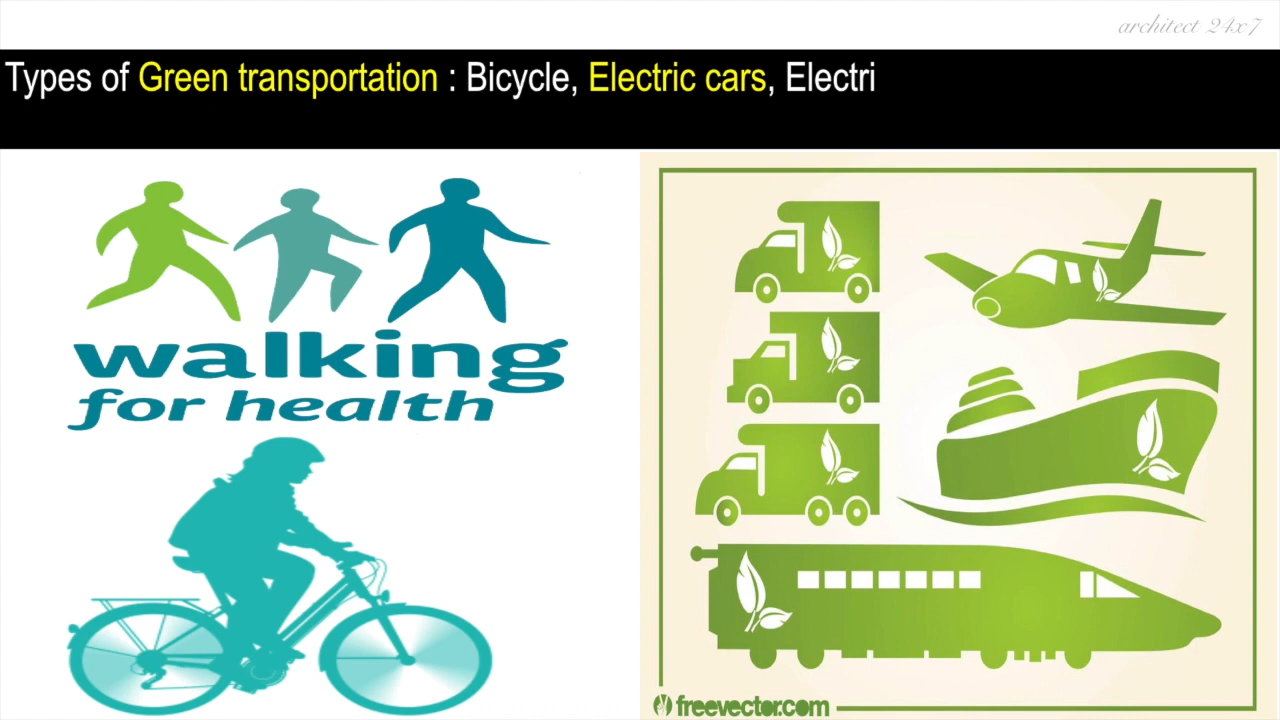 architect 24x7
Types of Green transportation : Bicycle, Electric cars, Electri
walking
for health
freevector.com